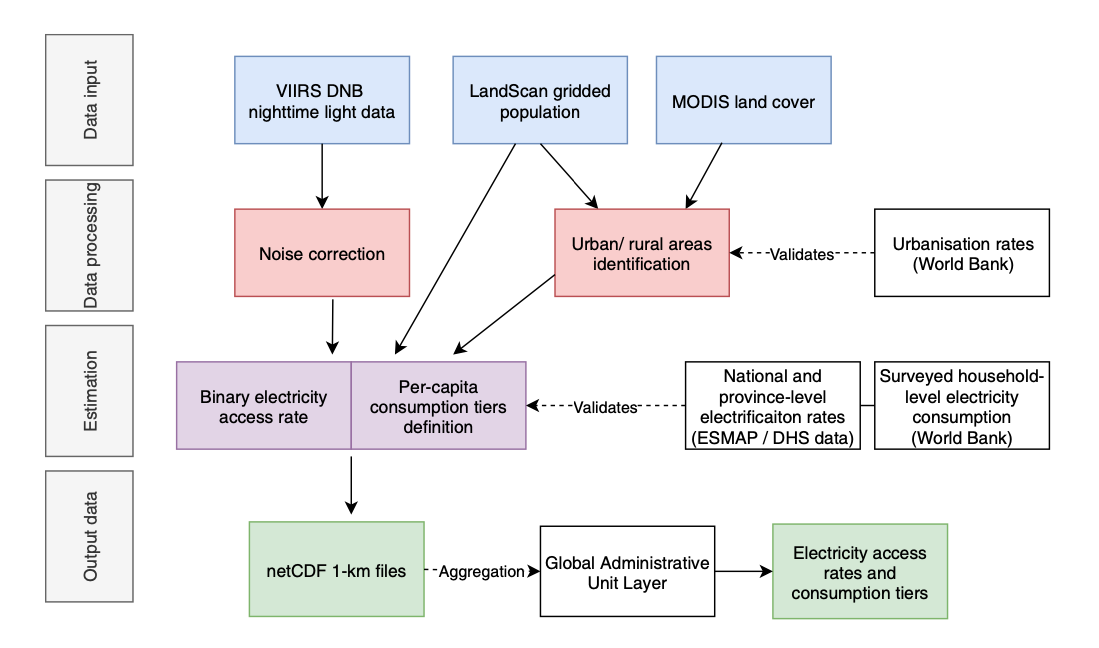 Data input
VIIRS DNB
nighttime light data
LandScan gridded
population
MODIS land cover
Data processing
Noise correction
Urban/ rural areas
identification
Validates
Urbanisation rates
(World Bank)
Estimation
Binary electricity
access rate
Per-capita
consumption tiers
definition
Validates
National and
province-level
electrificaiton rates
(ESMAP / DHS data)
Surveyed household-
level electricity
consumption
(World Bank)
Output data
netCDF 1-km files
Aggregation
Global Administrative
Unit Layer
Electricity access
rates and
consumption tiers